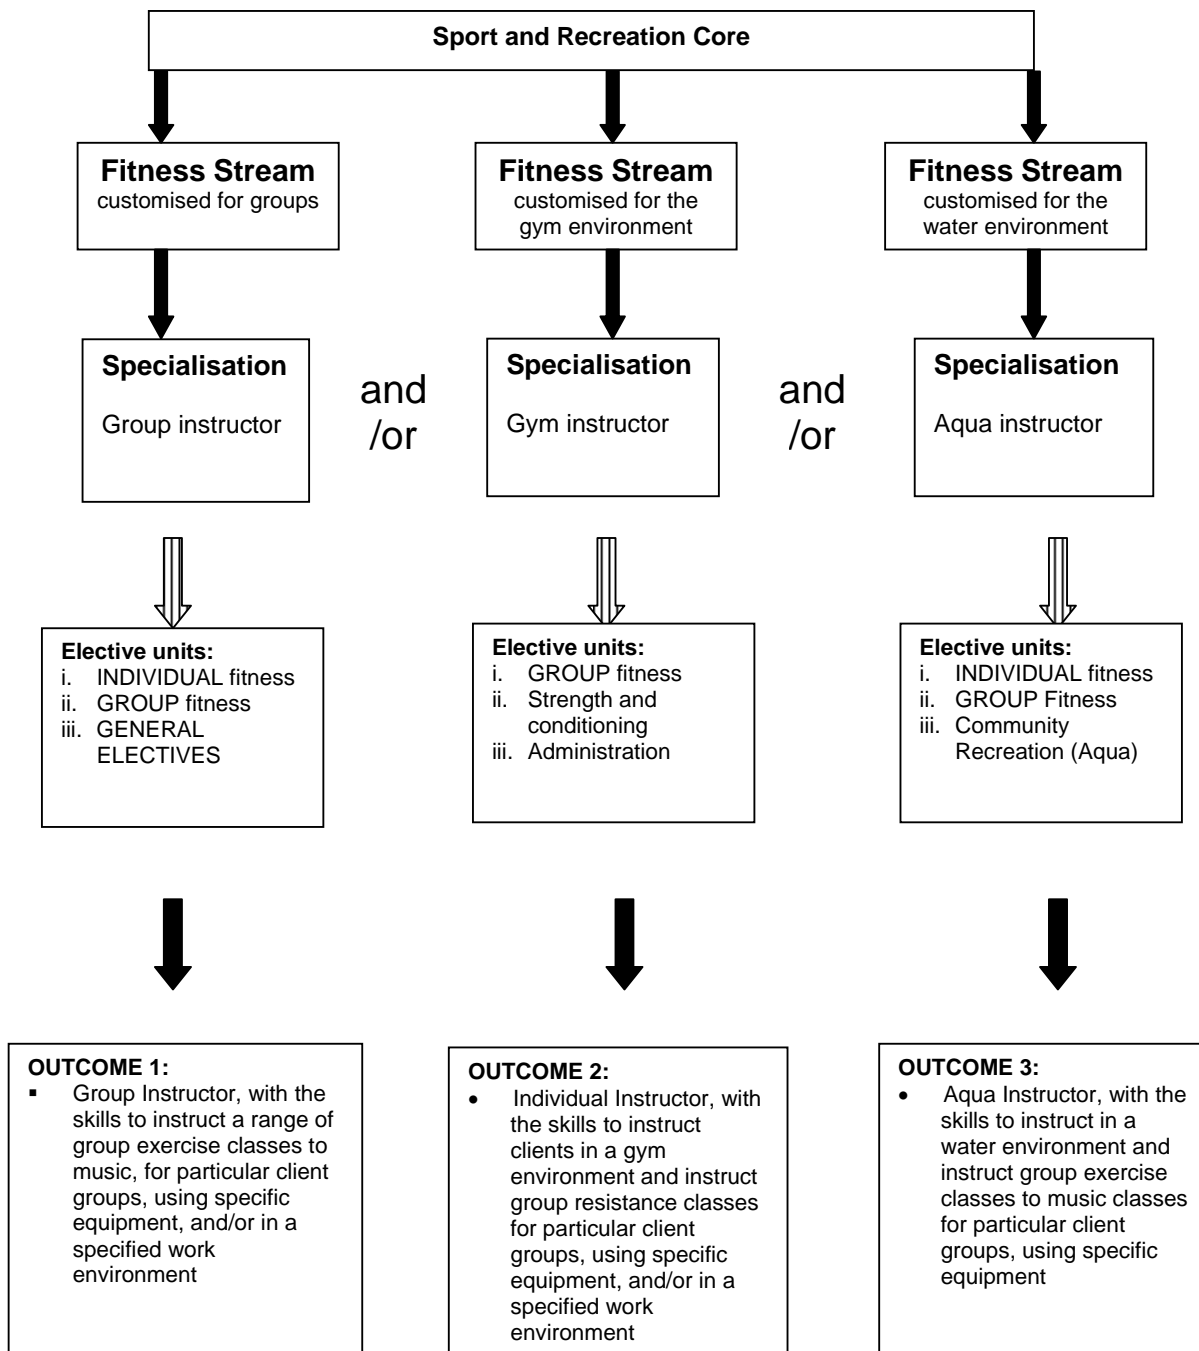 Sport and Recreation Core
Fitness Stream
customised for groups
Fitness Stream
customised for the
gym environment
Fitness Stream
customised for the
water environment
Specialisation
Group instructor
and
/or
Specialisation
Gym instructor
and
/or
Specialisation
Aqua instructor
Elective units:
i. INDIVIDUAL fitness
ii. GROUP fitness
iii. GENERAL
ELECTIVES
Elective units:
i. GROUP fitness
ii. Strength and
conditioning
iii. Administration
Elective units:
i. INDIVIDUAL fitness
ii. GROUP Fitness
iii. Community
Recreation (Aqua)
OUTCOME 1:
▪ Group Instructor, with the
skills to instruct a range of
group exercise classes to
music, for particular client
groups, using specific
equipment, and/or in a
specified work
environment
OUTCOME 2:
• Individual Instructor, with
the skills to instruct
clients in a gym
environment and instruct
group resistance classes
for particular client
groups, using specific
equipment, and/or in a
specified work
environment
OUTCOME 3:
• Aqua Instructor, with the
skills to instruct in a
water environment and
instruct group exercise
classes to music classes
for particular client
groups, using specific
equipment